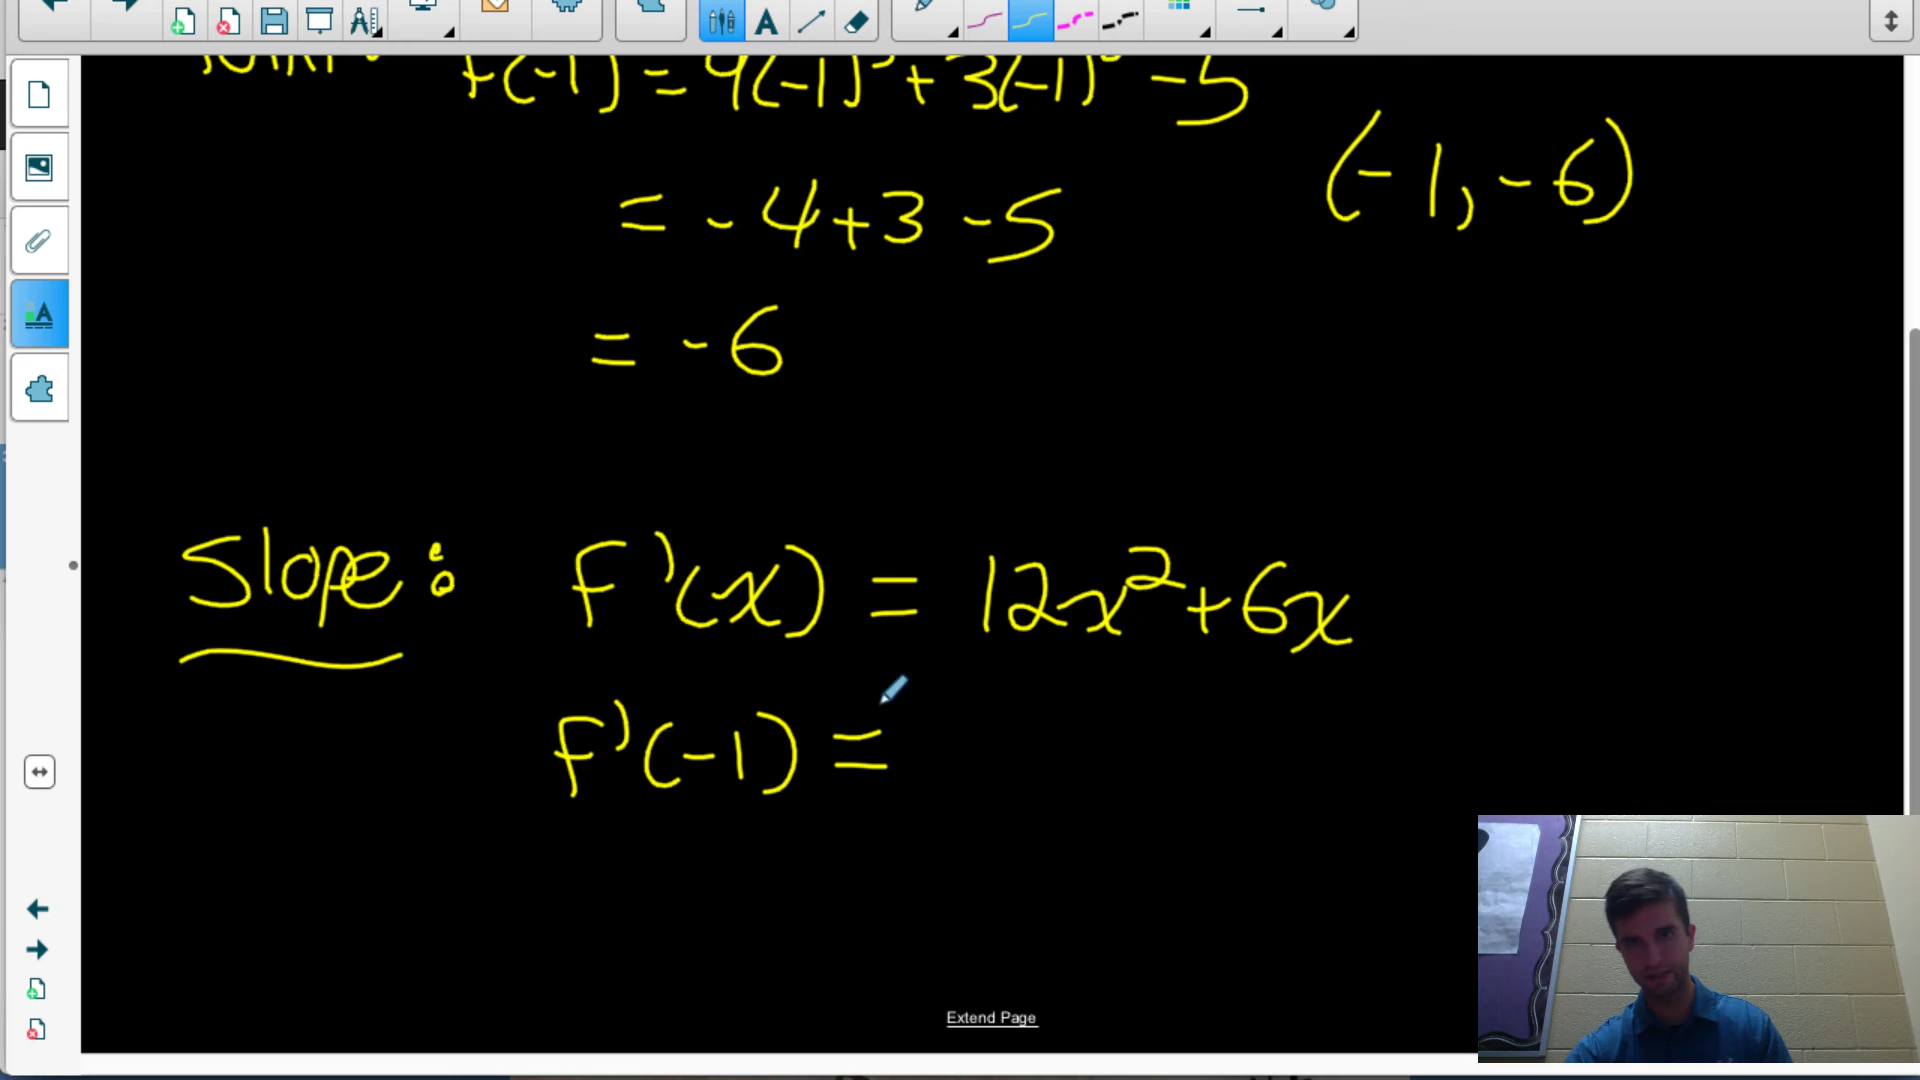 f(-1) = 4(-1)³ + 3(-1)² - 5
(-1, -6)
= -4+3 -5
= -6
Slope: f'(x) = 12x²+6x
f'(-1) =
Extend Page